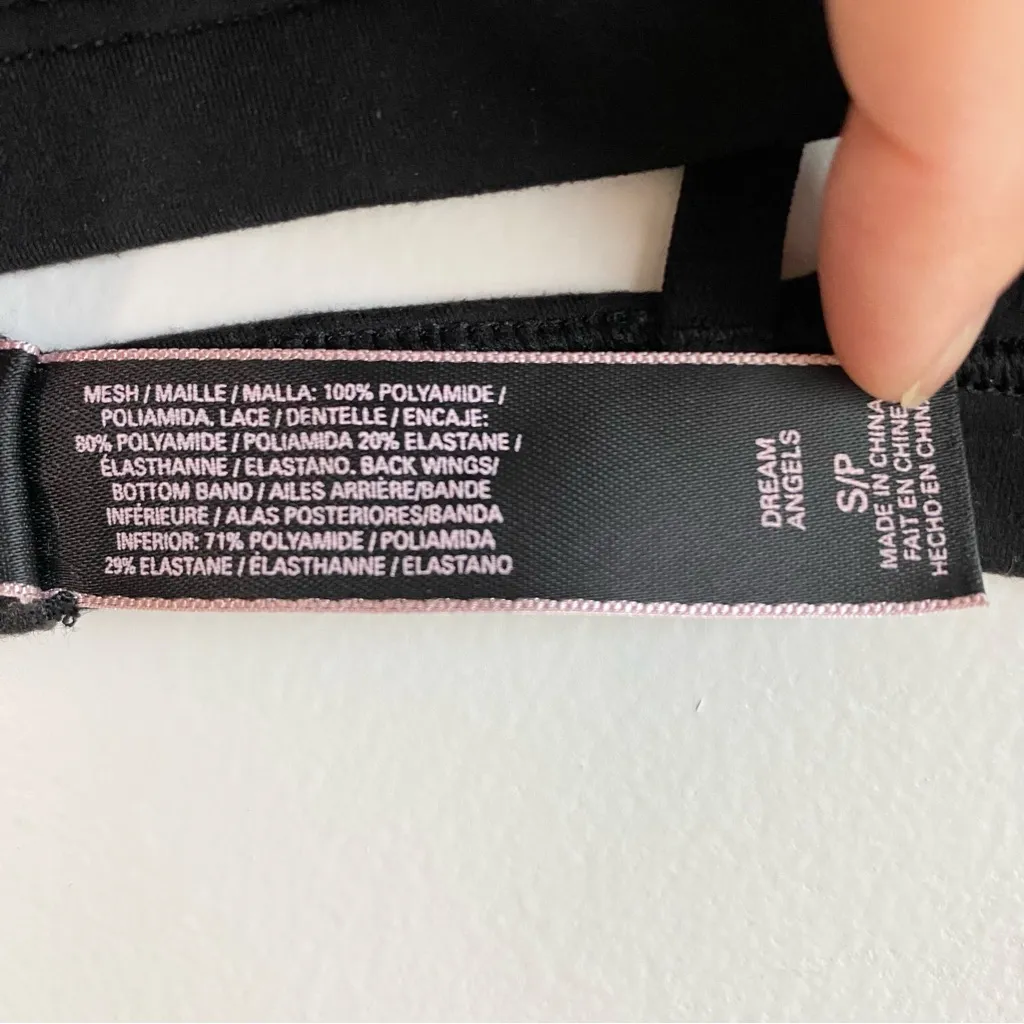 MESH / MAILLE / MALLA: 100% POLYAMIDE /
POLIAMIDA. LACE / DENTELLE / ENCAJE:
80% POLYAMIDE / POLIAMIDA 20% ELASTANE /
ÉLASTHANNE / ELASTANO. BACK WINGS/
BOTTOM BAND / AILES ARRIÈRE/BANDE
INFÉRIEURE / ALAS POSTERIORES/BANDA
INFERIOR: 71% POLYAMIDE / POLIAMIDA
29% ELASTANE / ÉLASTHANNE / ELASTANO
DREAM
ANGELS
S/P
MADE IN CHINA
FAIT EN CHINE
HECHO EN CHINA